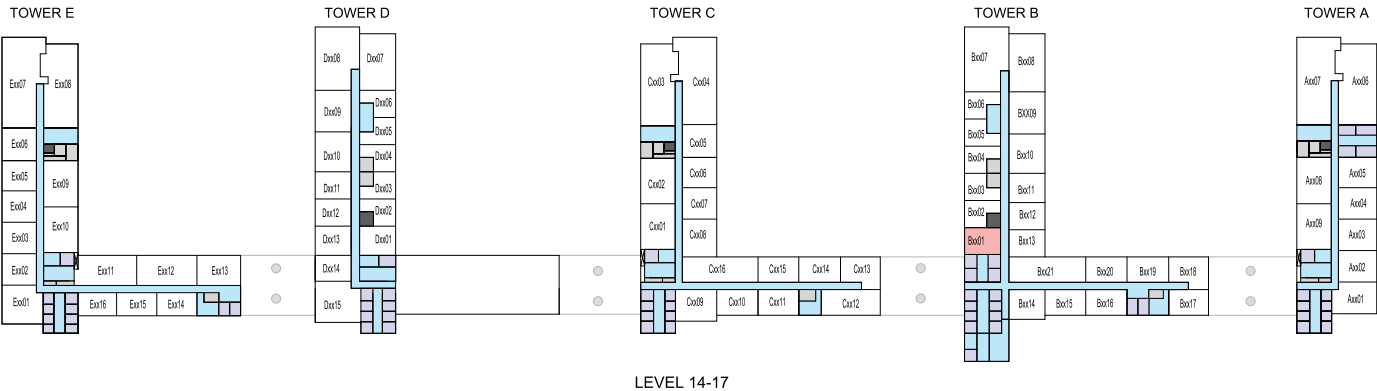 TOWER E
TOWER D
TOWER C
TOWER B
TOWER A
Exx07
Exx08
Exx06
Exx05
Exx09
Exx04
Exx10
Exx03
Exx02
Exx11
Exx12
Exx13
Exx01
Exx16
Exx15
Exx14
Dxx08
Dxx07
Dxx09
Dxx06
Dxx05
Dxx10
Dxx04
Dxx11
Dxx03
Dxx12
Dxx02
Dxx13
Dxx01
Dxx14
Dxx15
Cxx03
Cxx04
Cxx05
Cxx06
Cxx02
Cxx07
Cxx01
Cxx08
Cxx16
Cxx15
Cxx14
Cxx13
Cxx09
Cxx10
Cxx11
Cxx12
Bxx07
Bxx08
Bxx06
BXX09
Bxx05
Bxx04
Bxx10
Bxx03
Bxx11
Bxx02
Bxx12
Bxx01
Bxx13
Bxx21
Bxx20
Bxx19
Bxx18
Bxx14
Bxx15
Bxx16
Bxx17
Axx07
Axx06
Axx08
Axx05
Axx04
Axx09
Axx03
Axx02
Axx01
LEVEL 14-17